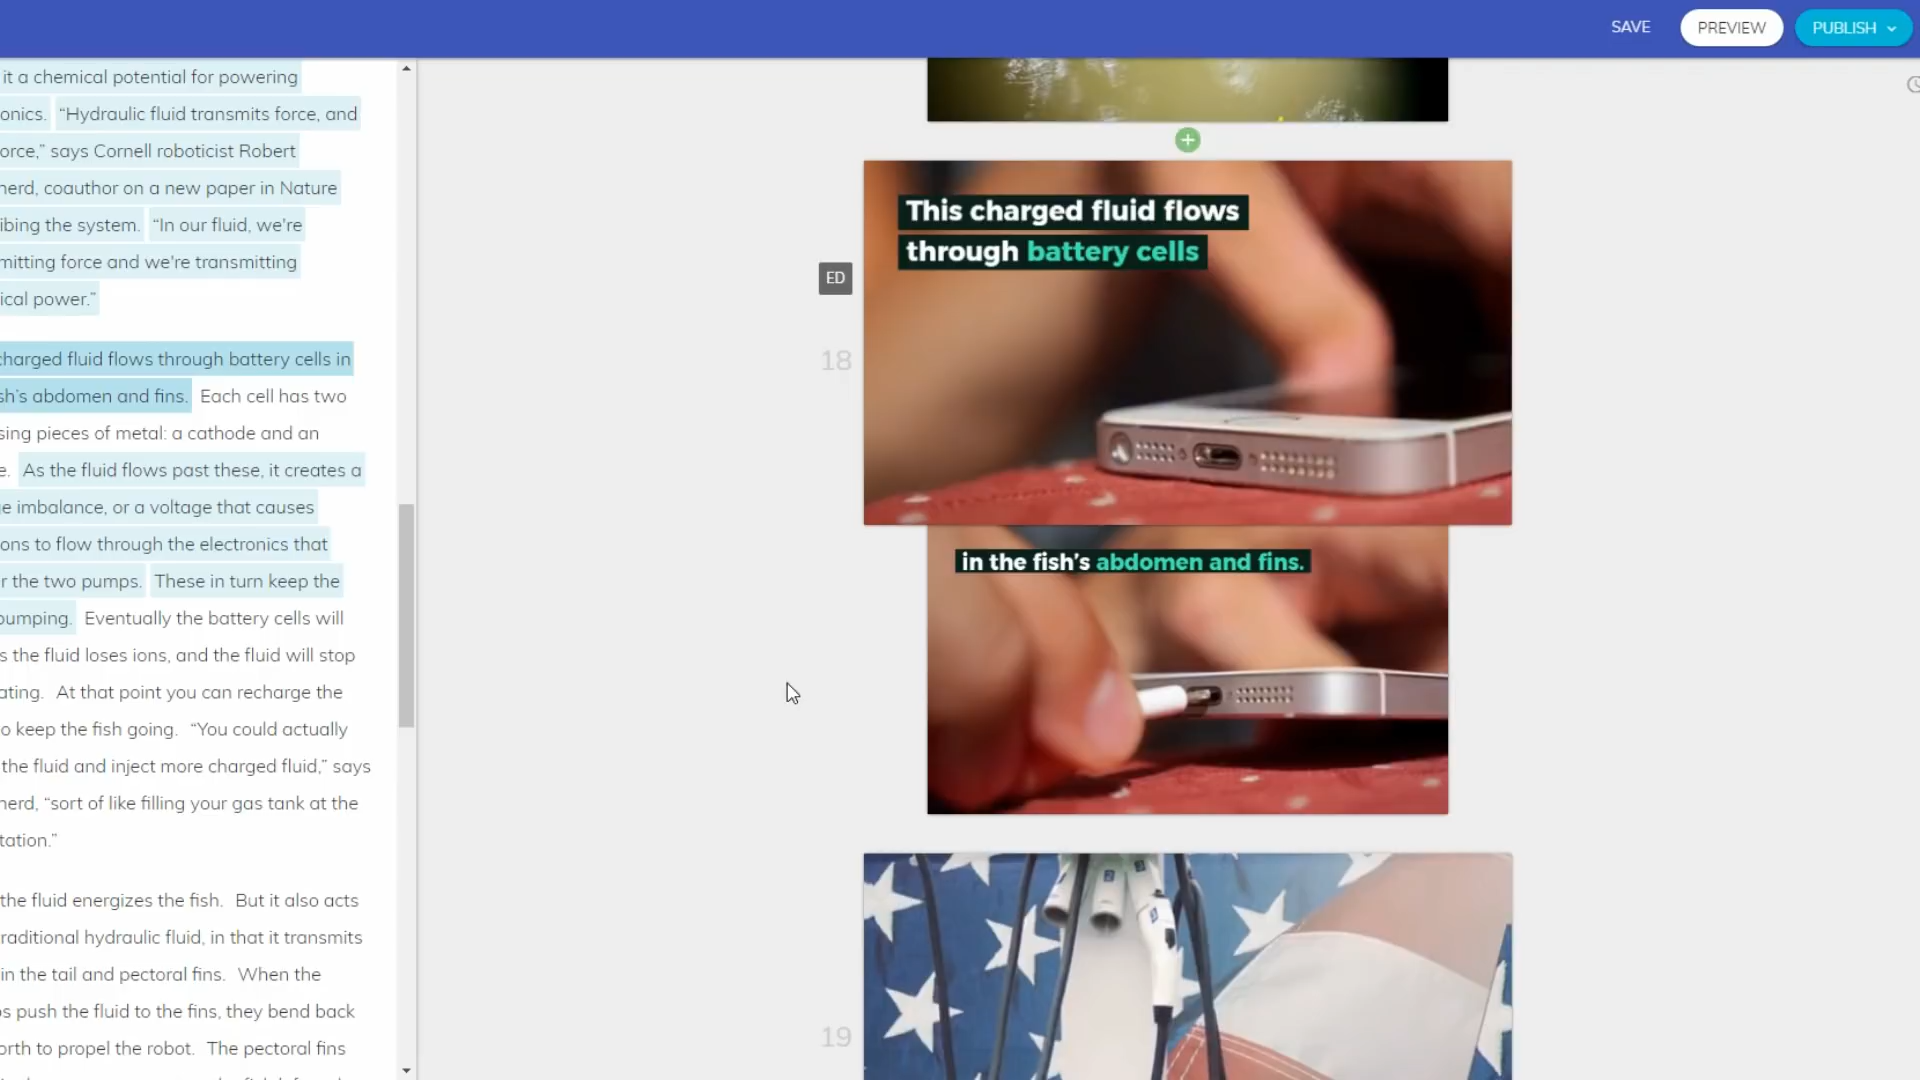 SAVE
PREVIEW
PUBLISH
it a chemical potential for powering
onics. “Hydraulic fluid transmits force, and
orce,” says Cornell roboticist Robert
herd, coauthor on a new paper in Nature
ibing the system. “In our fluid, we're
mitting force and we're transmitting
ical power.”
charged fluid flows through battery cells in
sh's abdomen and fins. Each cell has two
sing pieces of metal: a cathode and an
e. As the fluid flows past these, it creates a
ge imbalance, or a voltage that causes
ons to flow through the electronics that
r the two pumps. These in turn keep the
pumping. Eventually the battery cells will
s the fluid loses ions, and the fluid will stop
ating. At that point you can recharge the
o keep the fish going. “You could actually
the fluid and inject more charged fluid,” says
herd, “sort of like filling your gas tank at the
tation.”
the fluid energizes the fish. But it also acts
raditional hydraulic fluid, in that it transmits
in the tail and pectoral fins. When the
s push the fluid to the fins, they bend back
orth to propel the robot. The pectoral fins
This charged fluid flows
through battery cells
ED
18
in the fish's abdomen and fins.
19